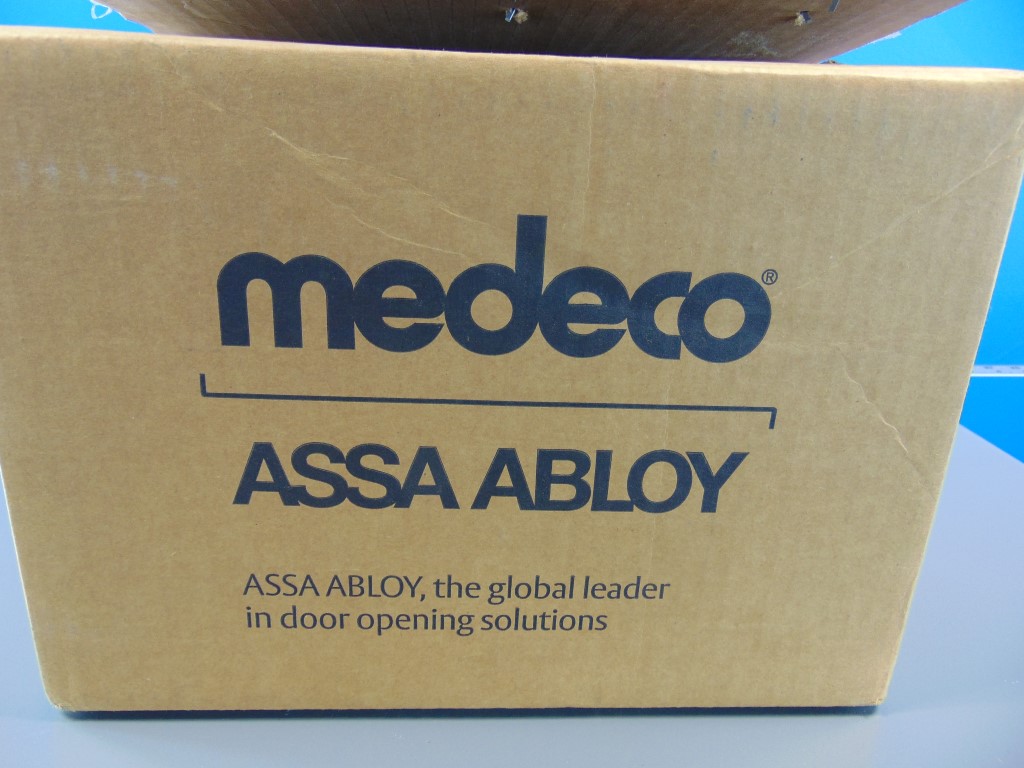 medeco®
ASSA ABLOY
ASSA ABLOY, the global leader
in door opening solutions